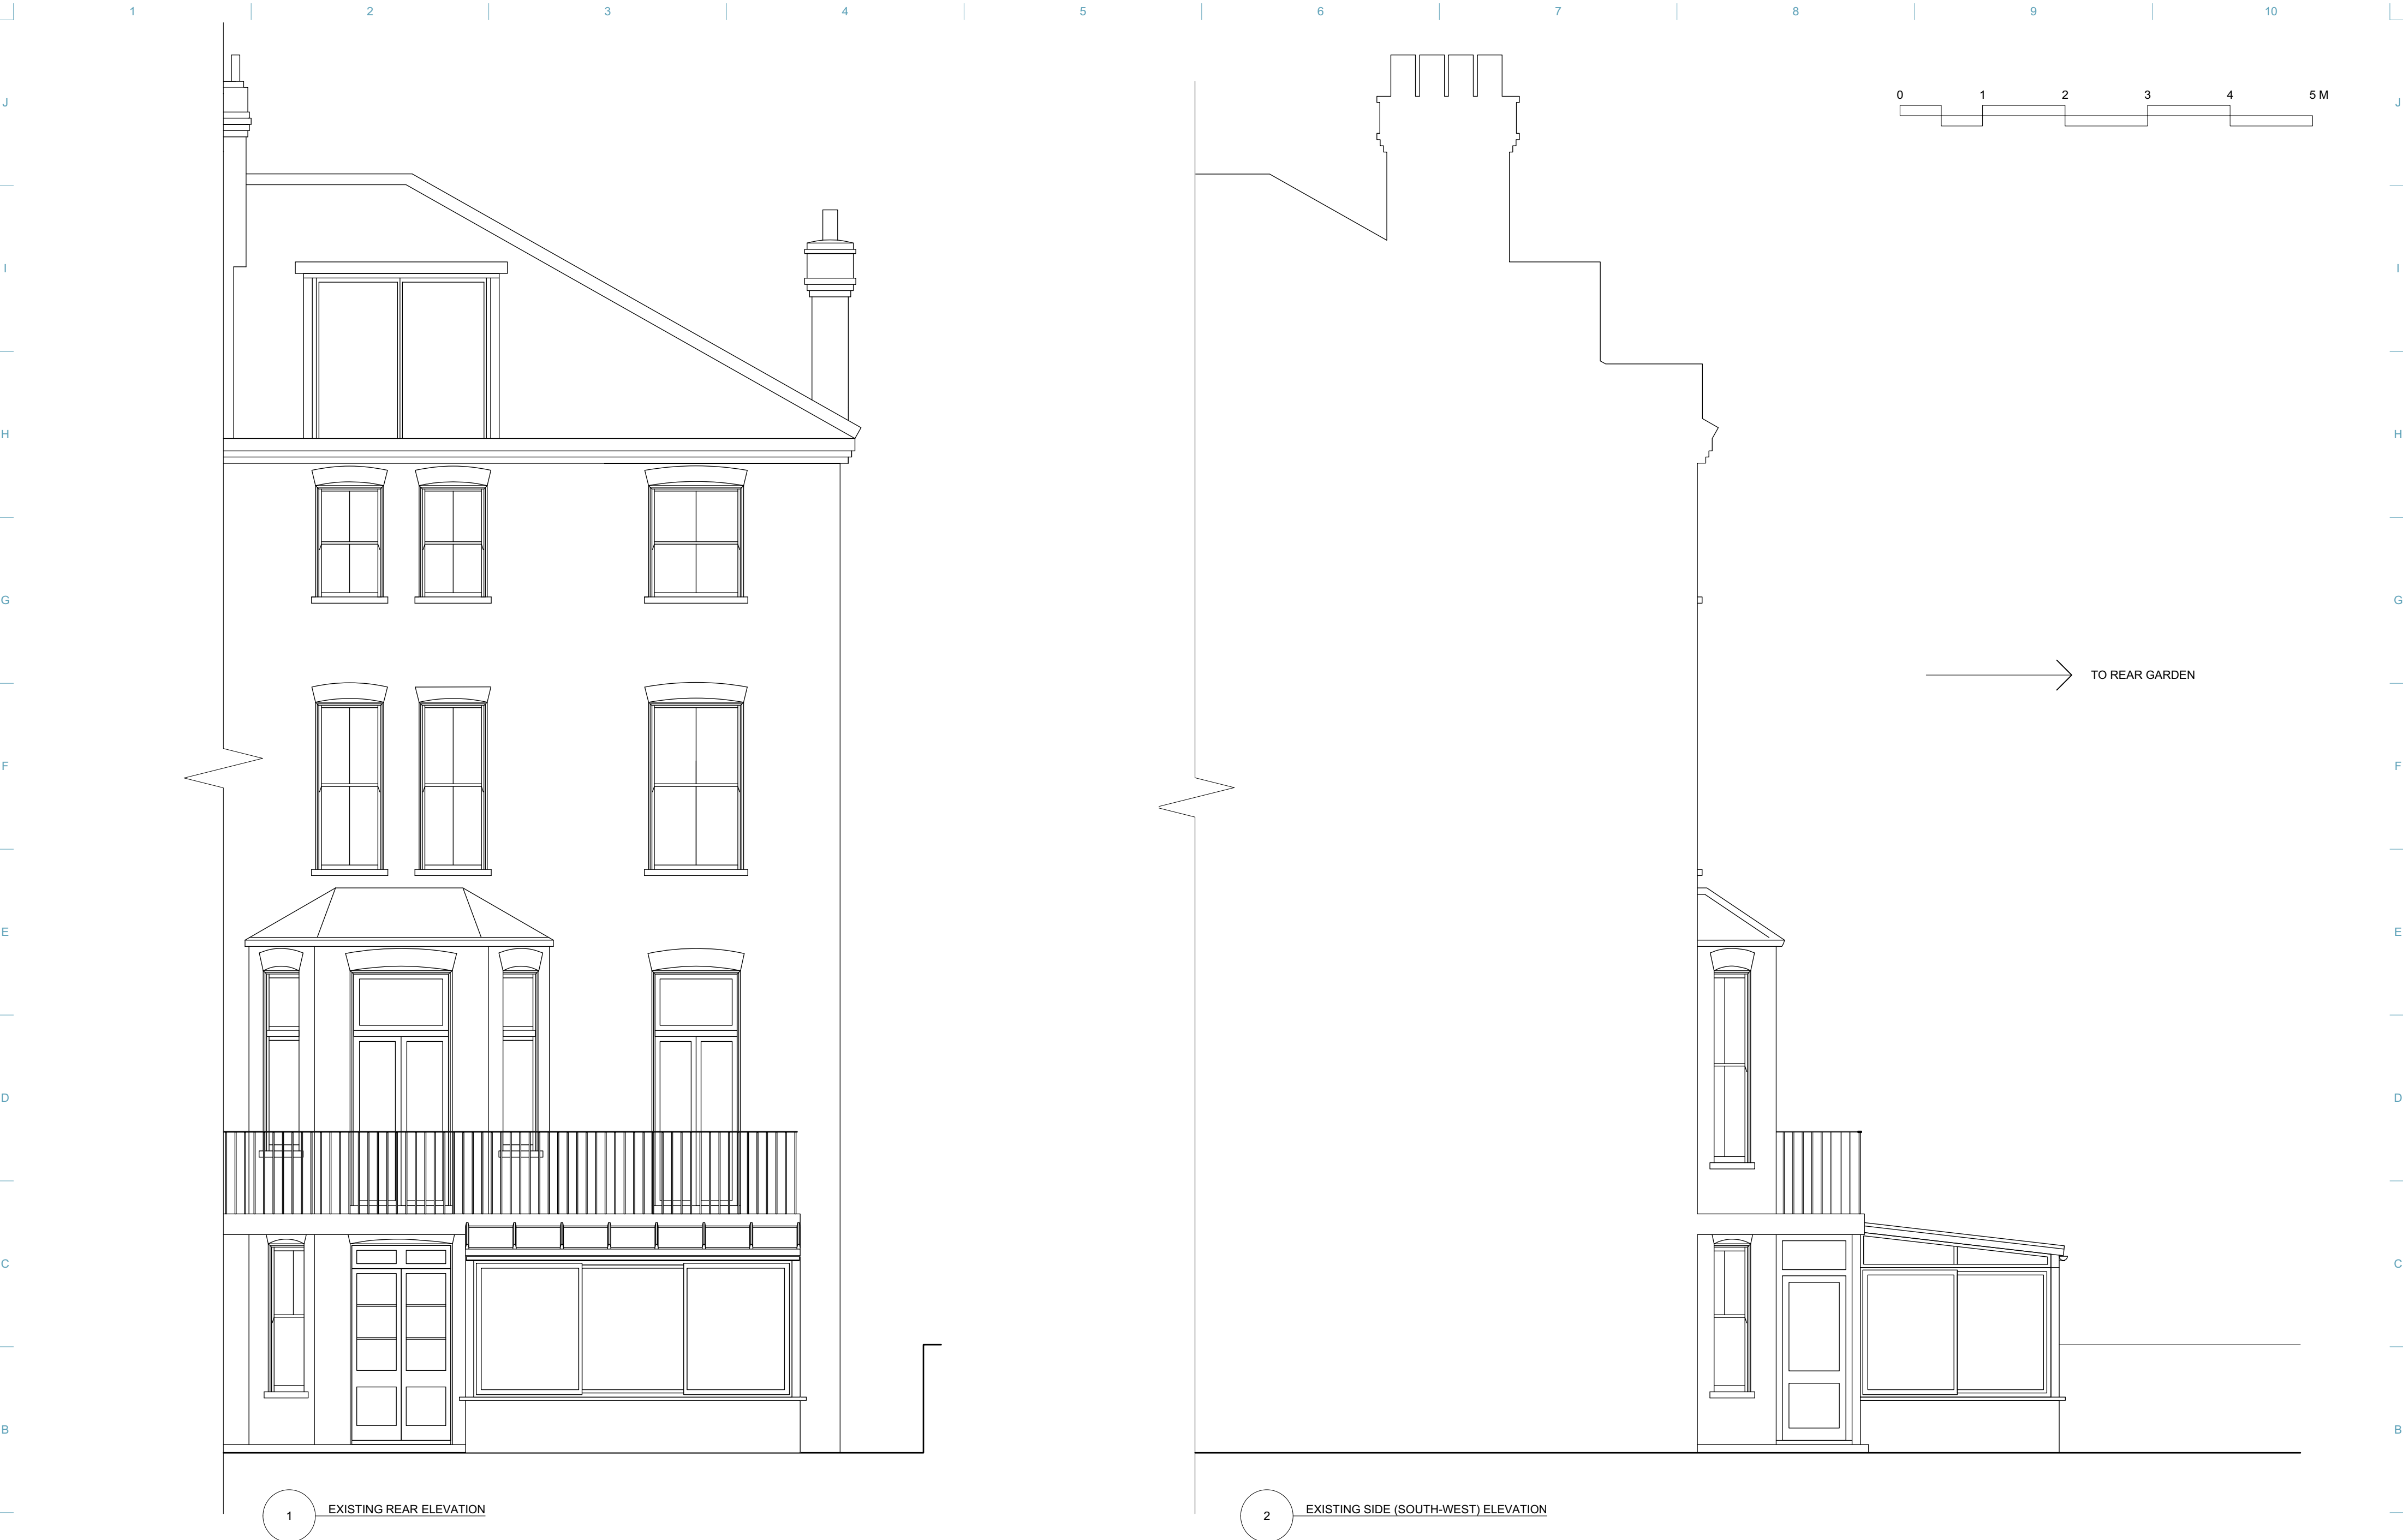 1 2 3 4 5 6 7 8 9 10
0 1 2 3 4 5 M
J J
I I
H H
G G
TO REAR GARDEN
F F
E E
D D
C C
B B
1 EXISTING REAR ELEVATION
2 EXISTING SIDE (SOUTH-WEST) ELEVATION